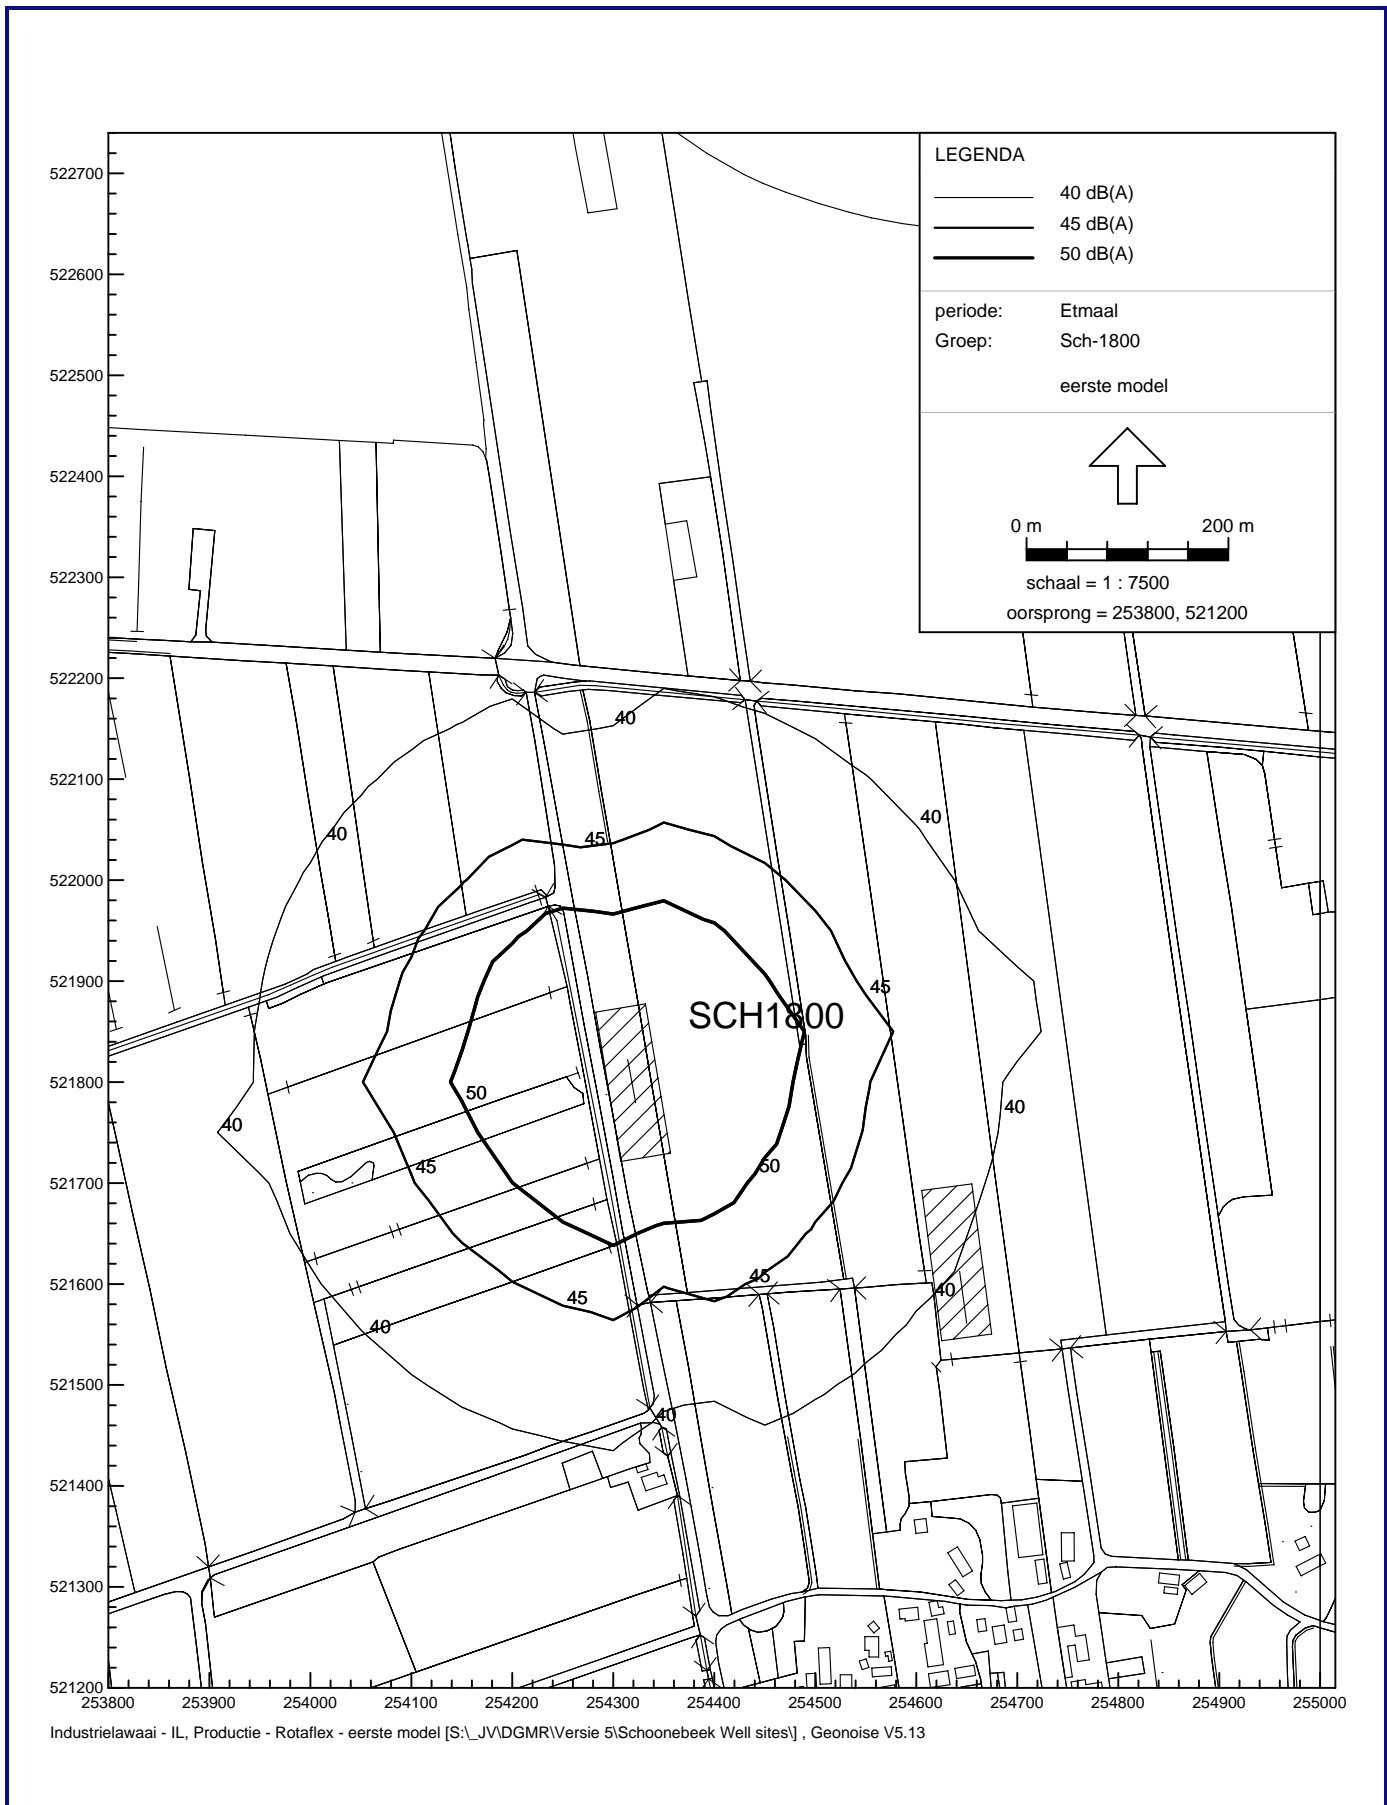 LEGENDA
40 dB(A)
45 dB(A)
50 dB(A)
periode: Etmaal
Groep: Sch-1800
eerste model
0 m 200 m
schaal = 1 : 7500
oorsprong = 253800, 521200
522700
522600
522500
522400
522300
522200
522100
522000
521900
521800
521700
521600
521500
521400
521300
521200
40
40
40
45
45
SCH1800
50
40
40
45
50
45
40
45
40
40
253800 253900 254000 254100 254200 254300 254400 254500 254600 254700 254800 254900 255000
Industrielawaai - IL, Productie - Rotaflex - eerste model [S:\_JV\DGMR\Versie 5\Schoonebeek Well sites\] , Geonoise V5.13